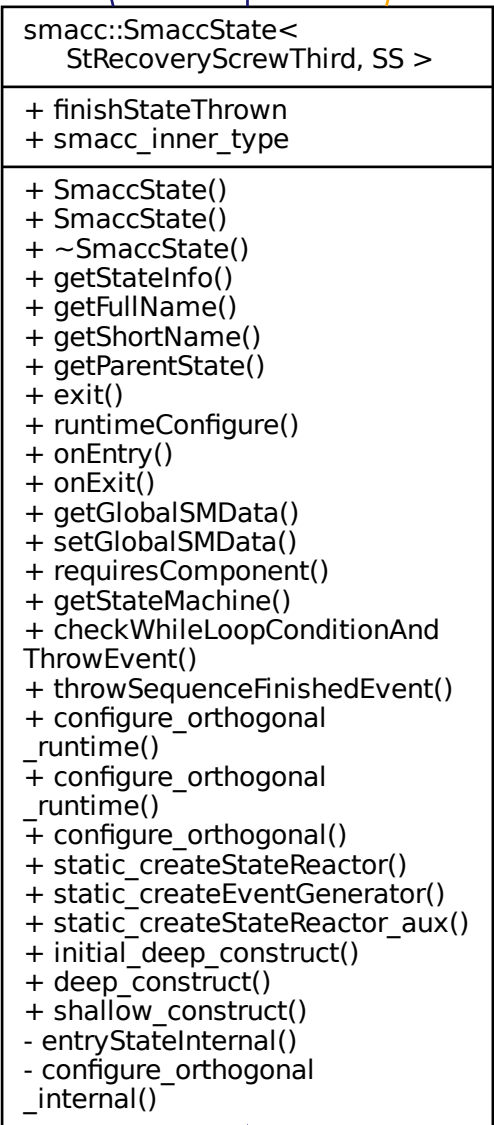 smacc::SmaccState<
StRecoveryScrewThird, SS >
+ finishStateThrown
+ smacc_inner_type
+ SmaccState()
+ SmaccState()
+ ~SmaccState()
+ getStateInfo()
+ getFullName()
+ getShortName()
+ getParentState()
+ exit()
+ runtimeConfigure()
+ onEntry()
+ onExit()
+ getGlobalSMData()
+ setGlobalSMData()
+ requiresComponent()
+ getStateMachine()
+ checkWhileLoopConditionAnd
ThrowEvent()
+ throwSequenceFinishedEvent()
+ configure_orthogonal
_runtime()
+ configure_orthogonal
_runtime()
+ configure_orthogonal()
+ static_createStateReactor()
+ static_createEventGenerator()
+ static_createStateReactor_aux()
+ initial_deep_construct()
+ deep_construct()
+ shallow_construct()
- entryStateInternal()
- configure_orthogonal
_internal()